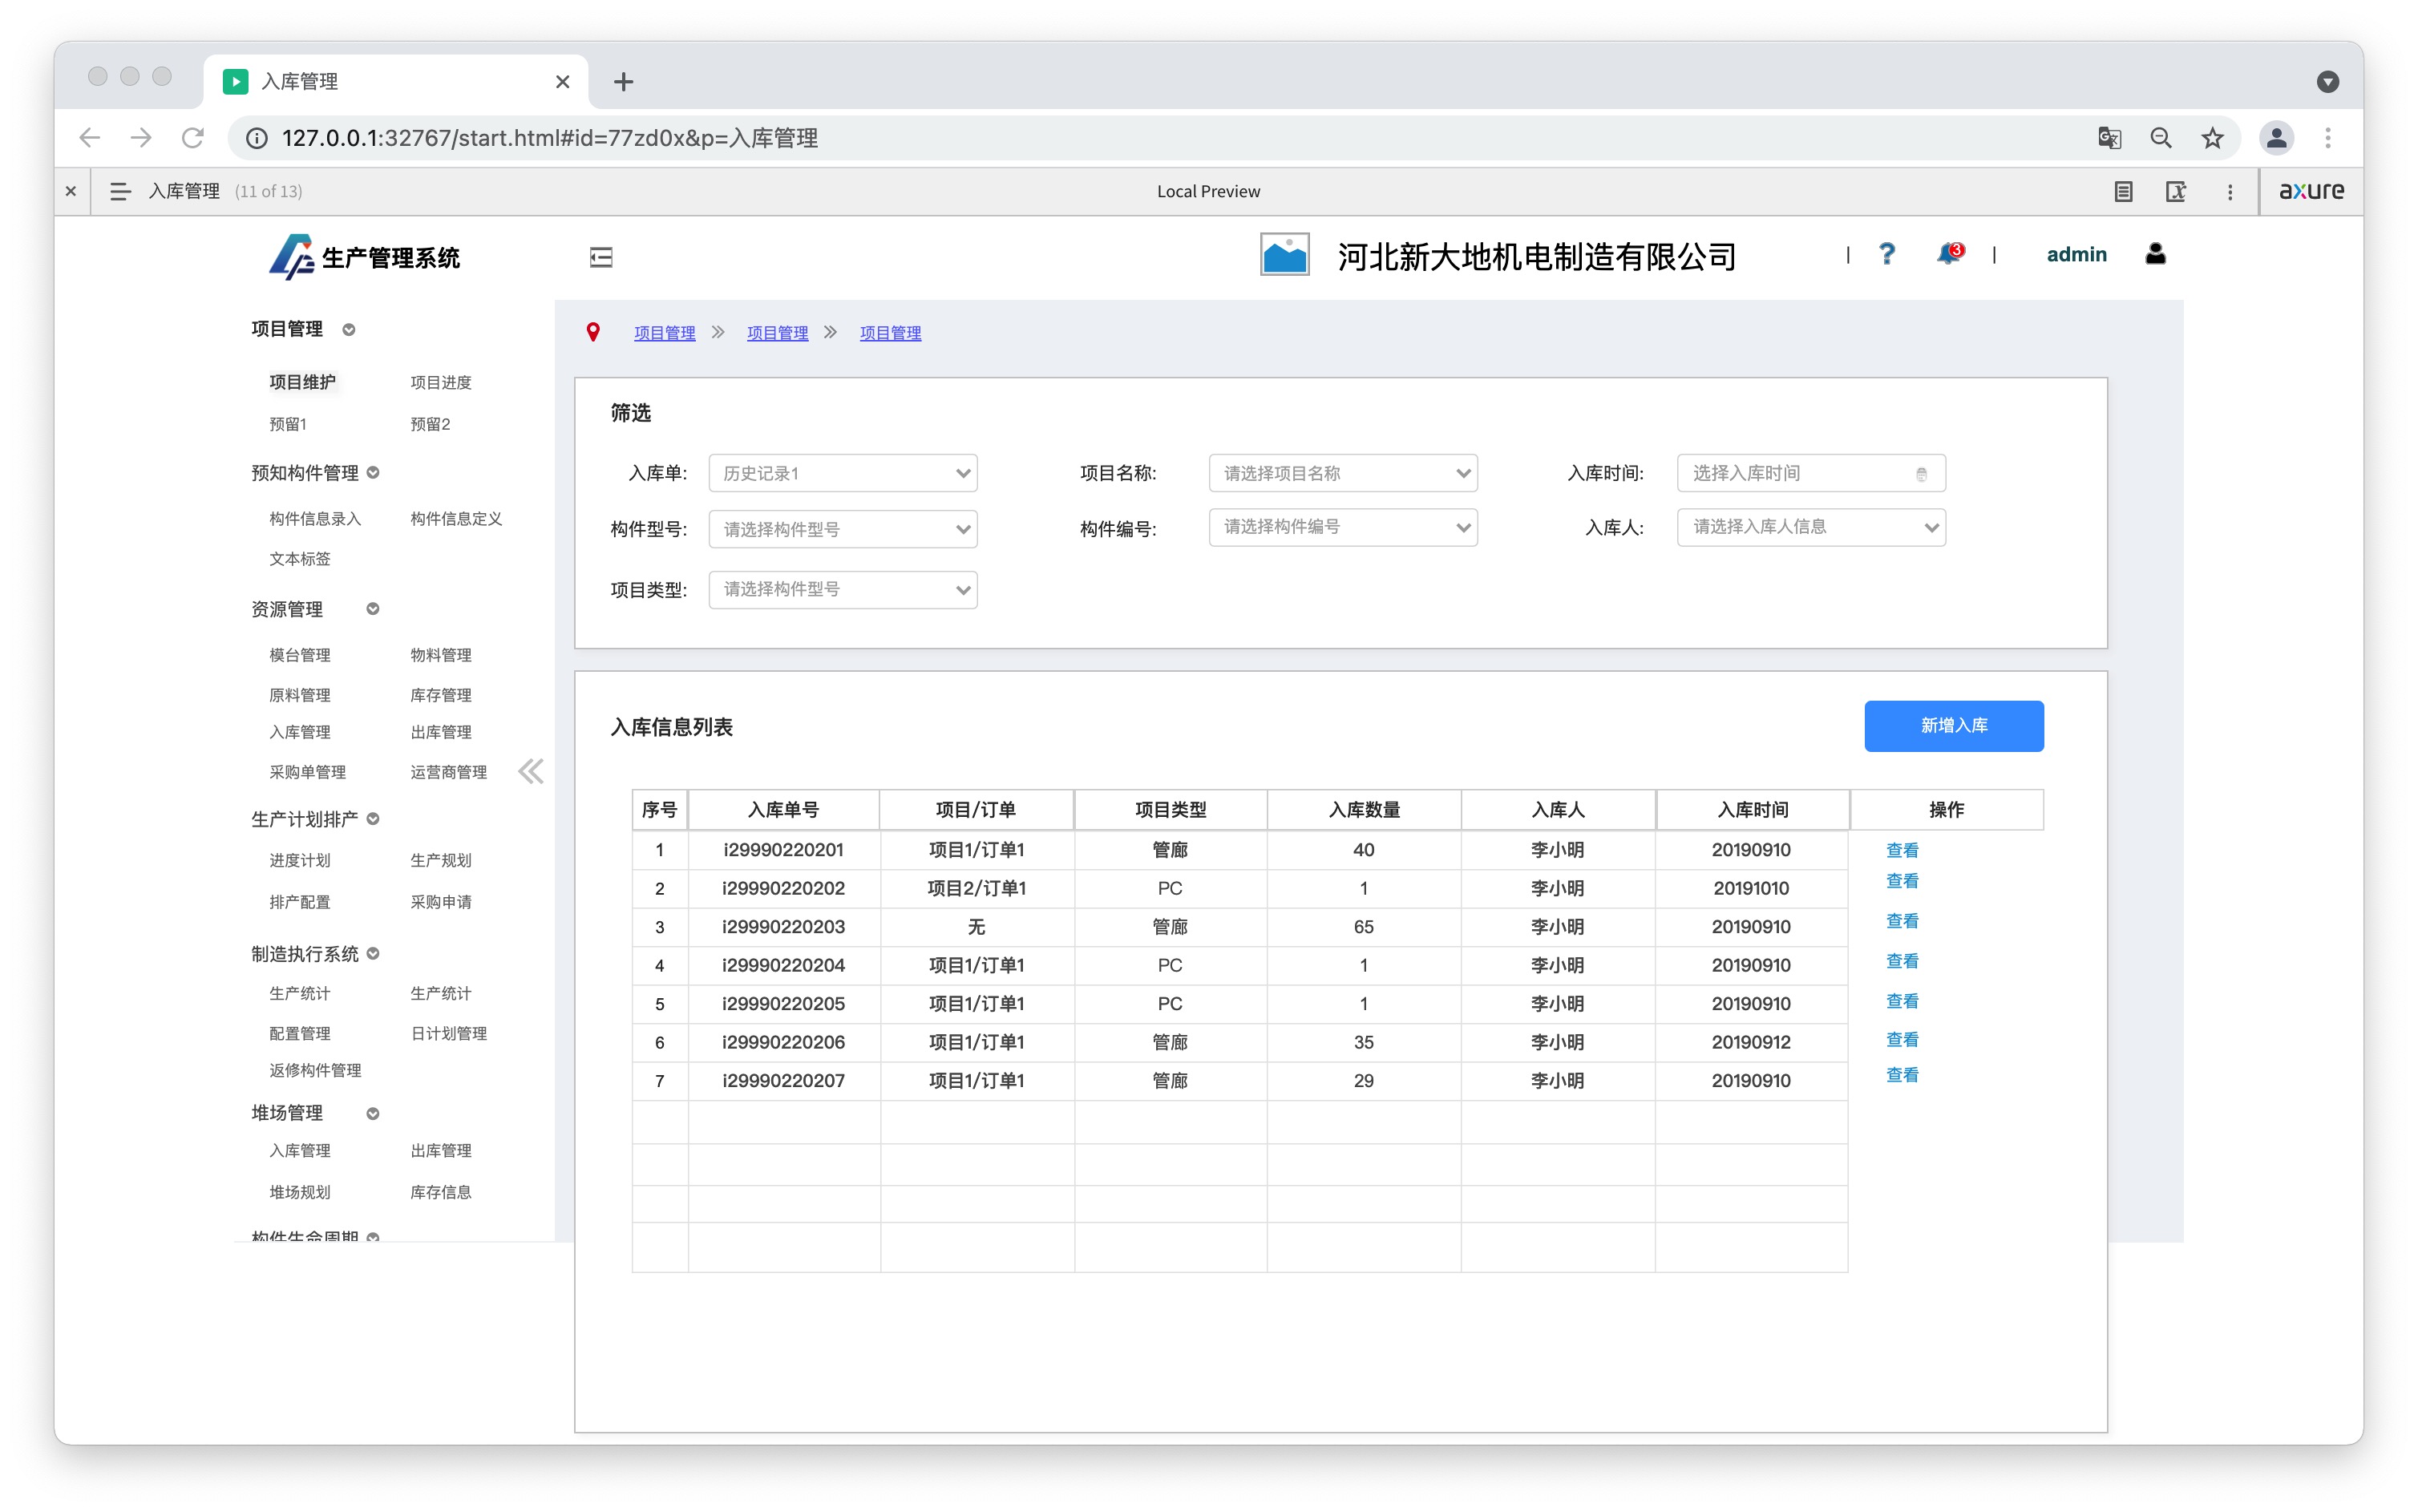 入库管理
127.0.0.1:32767/start.html#id=77zd0x&p=入库管理
入库管理 (11 of 13) Local Preview axure
生产管理系统 河北新大地机电制造有限公司 | ? 3 | admin
项目管理
项目维护 项目进度
预留1 预留2
预知构件管理
构件信息录入 构件信息定义
文本标签
资源管理
模台管理 物料管理
原料管理 库存管理
入库管理 出库管理
采购单管理 运营商管理
生产计划排产
进度计划 生产规划
排产配置 采购申请
制造执行系统
生产统计 生产统计
配置管理 日计划管理
返修构件管理
堆场管理
入库管理 出库管理
堆场规划 库存信息
构件生命周期
项目管理 项目管理 项目管理
筛选
入库单: 历史记录1 项目名称: 请选择项目名称 入库时间: 选择入库时间
构件型号: 请选择构件型号 构件编号: 请选择构件编号 入库人: 请选择入库人信息
项目类型: 请选择构件型号
入库信息列表 新增入库
序号 入库单号 项目/订单 项目类型 入库数量 入库人 入库时间 操作
1 i29990220201 项目1/订单1 管廊 40 李小明 20190910 查看
2 i29990220202 项目2/订单1 PC 1 李小明 20191010 查看
3 i29990220203 无 管廊 65 李小明 20190910 查看
4 i29990220204 项目1/订单1 PC 1 李小明 20190910 查看
5 i29990220205 项目1/订单1 PC 1 李小明 20190910 查看
6 i29990220206 项目1/订单1 管廊 35 李小明 20190912 查看
7 i29990220207 项目1/订单1 管廊 29 李小明 20190910 查看